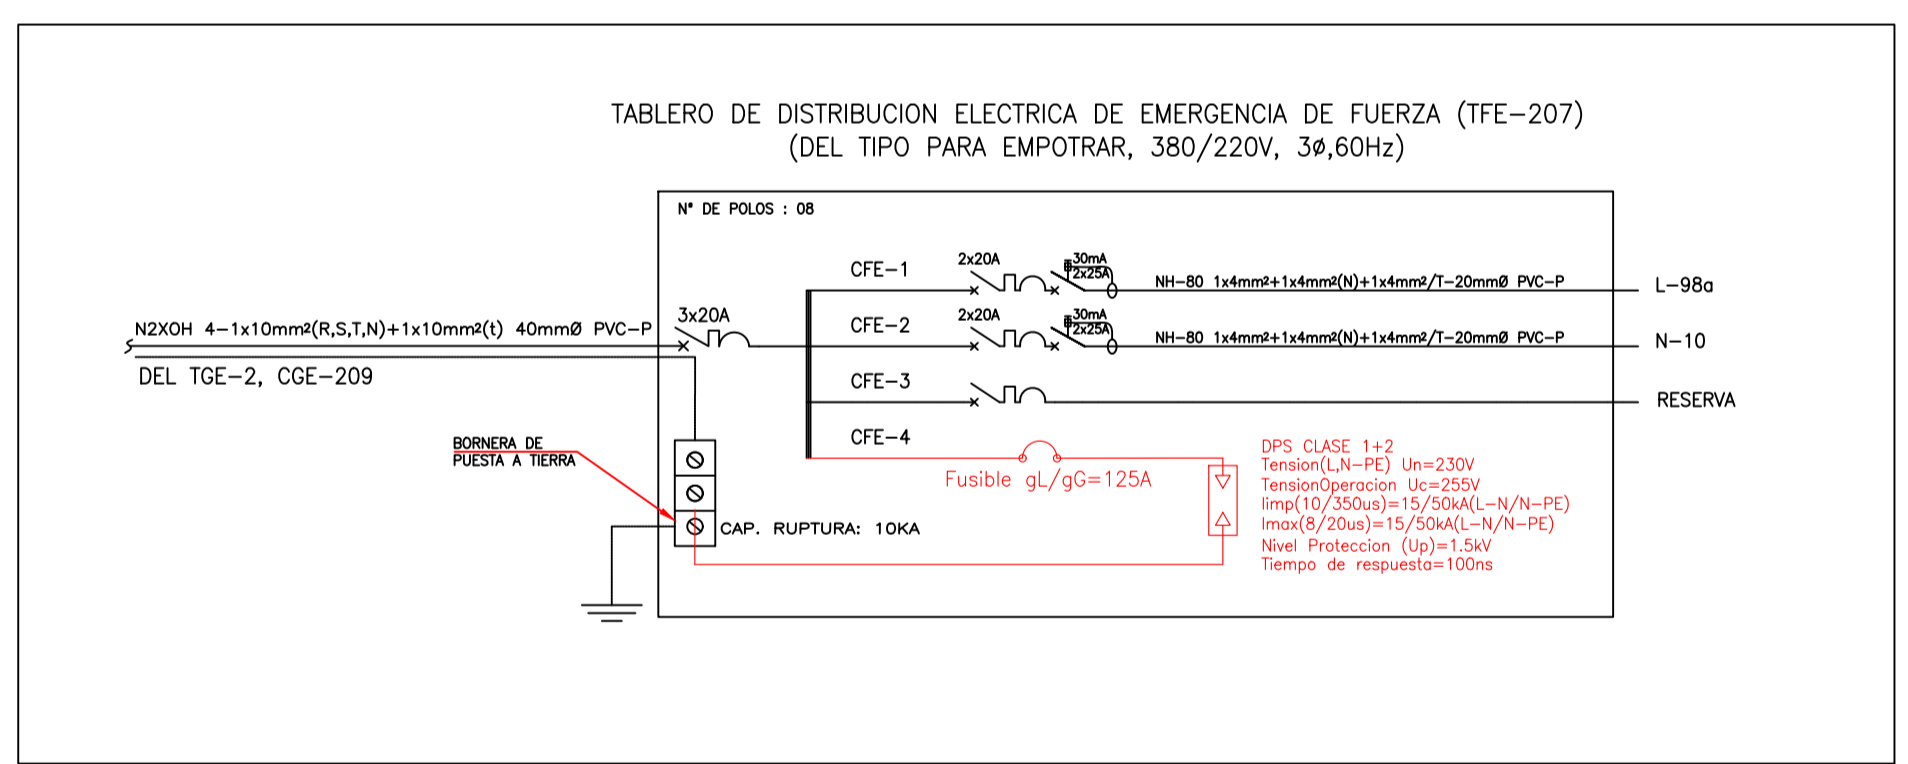 TABLERO DE DISTRIBUCION ELECTRICA DE EMERGENCIA DE FUERZA (TFE-207)
(DEL TIPO PARA EMPOTRAR, 380/220V, 3ø,60Hz)
N° DE POLOS : 08
CFE-1
2x20A
30mA
2x25A
NH-80 1x4mm²+1x4mm²(N)+1x4mm²/T-20mmØ PVC-P
L-98a
N2XOH 4-1x10mm²(R,S,T,N)+1x10mm²(t) 40mmØ PVC-P
3x20A
CFE-2
2x20A
30mA
2x25A
NH-80 1x4mm²+1x4mm²(N)+1x4mm²/T-20mmØ PVC-P
N-10
DEL TGE-2, CGE-209
CFE-3
RESERVA
CFE-4
BORNERA DE
PUESTA A TIERRA
Fusible gL/gG=125A
DPS CLASE 1+2
Tension(L,N-PE) Un=230V
TensionOperacion Uc=255V
Iimp(10/350us)=15/50kA(L-N/N-PE)
Imax(8/20us)=15/50kA(L-N/N-PE)
Nivel Proteccion (Up)=1.5kV
Tiempo de respuesta=100ns
CAP. RUPTURA: 10KA